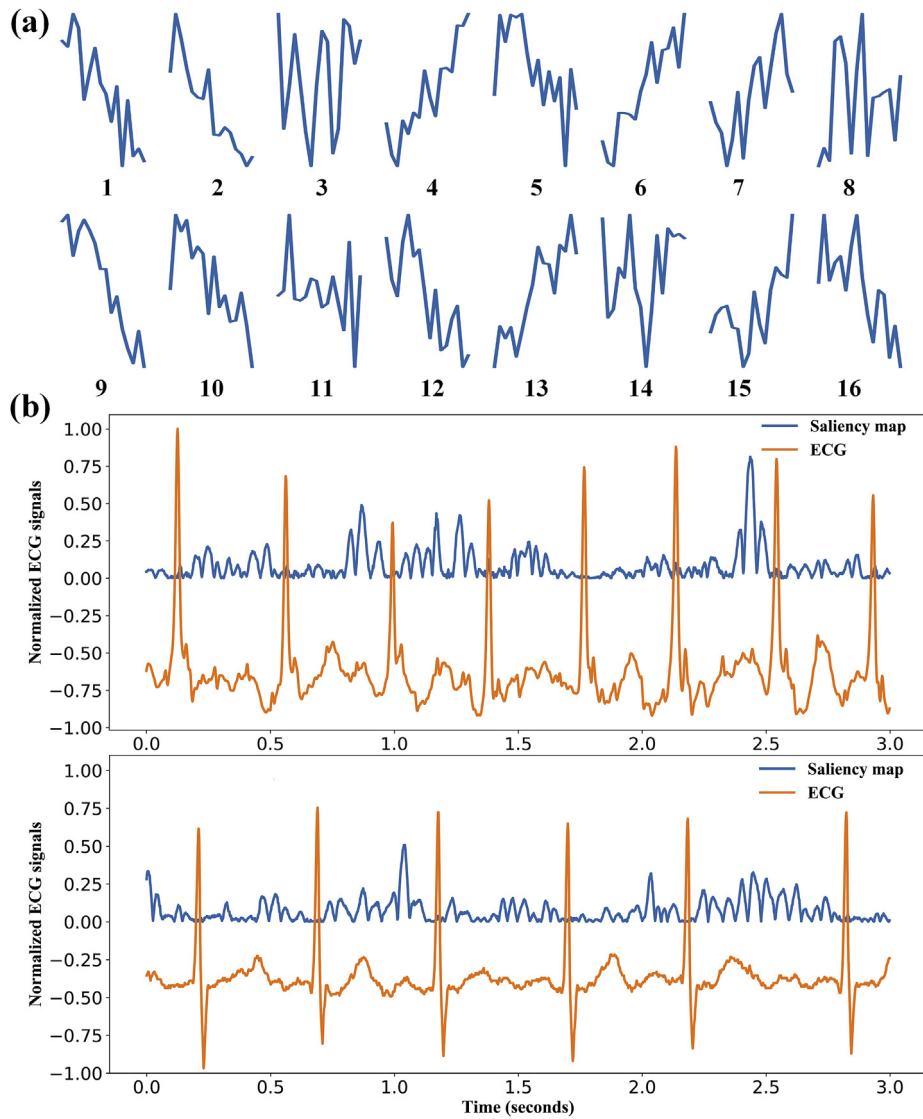 (a)
1 2 3 4 5 6 7 8
9 10 11 12 13 14 15 16
(b)
Normalized ECG signals
1.00
0.75
0.50
0.25
0.00
−0.25
−0.50
−0.75
−1.00
Saliency map
ECG
0.0 0.5 1.0 1.5 2.0 2.5 3.0
Normalized ECG signals
1.00
0.75
0.50
0.25
0.00
−0.25
−0.50
−0.75
−1.00
Saliency map
ECG
0.0 0.5 1.0 1.5 2.0 2.5 3.0
Time (seconds)